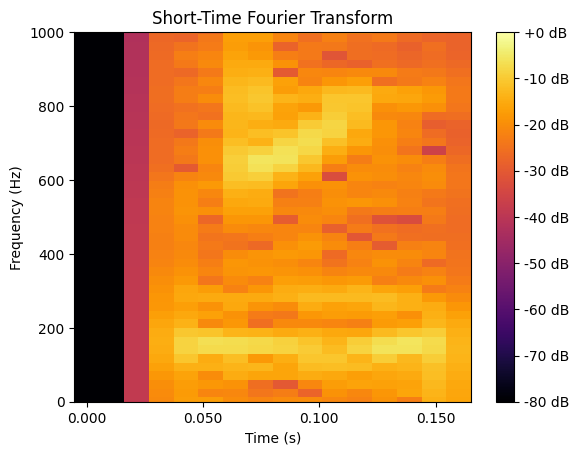 Short-Time Fourier Transform
1000
800
600
400
200
0
Frequency (Hz)
0.000
0.050
0.100
0.150
Time (s)
+0 dB
-10 dB
-20 dB
-30 dB
-40 dB
-50 dB
-60 dB
-70 dB
-80 dB